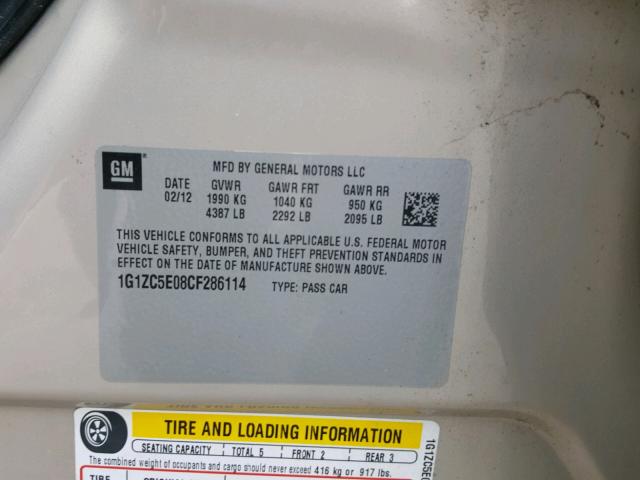 GM
MFD BY GENERAL MOTORS LLC
DATE GVWR GAWR FRT GAWR RR
02/12 1990 KG 1040 KG 950 KG
4387 LB 2292 LB 2095 LB
THIS VEHICLE CONFORMS TO ALL APPLICABLE U.S. FEDERAL MOTOR
VEHICLE SAFETY, BUMPER, AND THEFT PREVENTION STANDARDS IN
EFFECT ON THE DATE OF MANUFACTURE SHOWN ABOVE.
1G1ZC5E08CF286114 TYPE: PASS CAR
TIRE AND LOADING INFORMATION
SEATING CAPACITY TOTAL 5 FRONT 2 REAR 3
The combined weight of occupants and cargo should never exceed 416 kg or 917 lbs.
TIRE
1G1ZC5E0